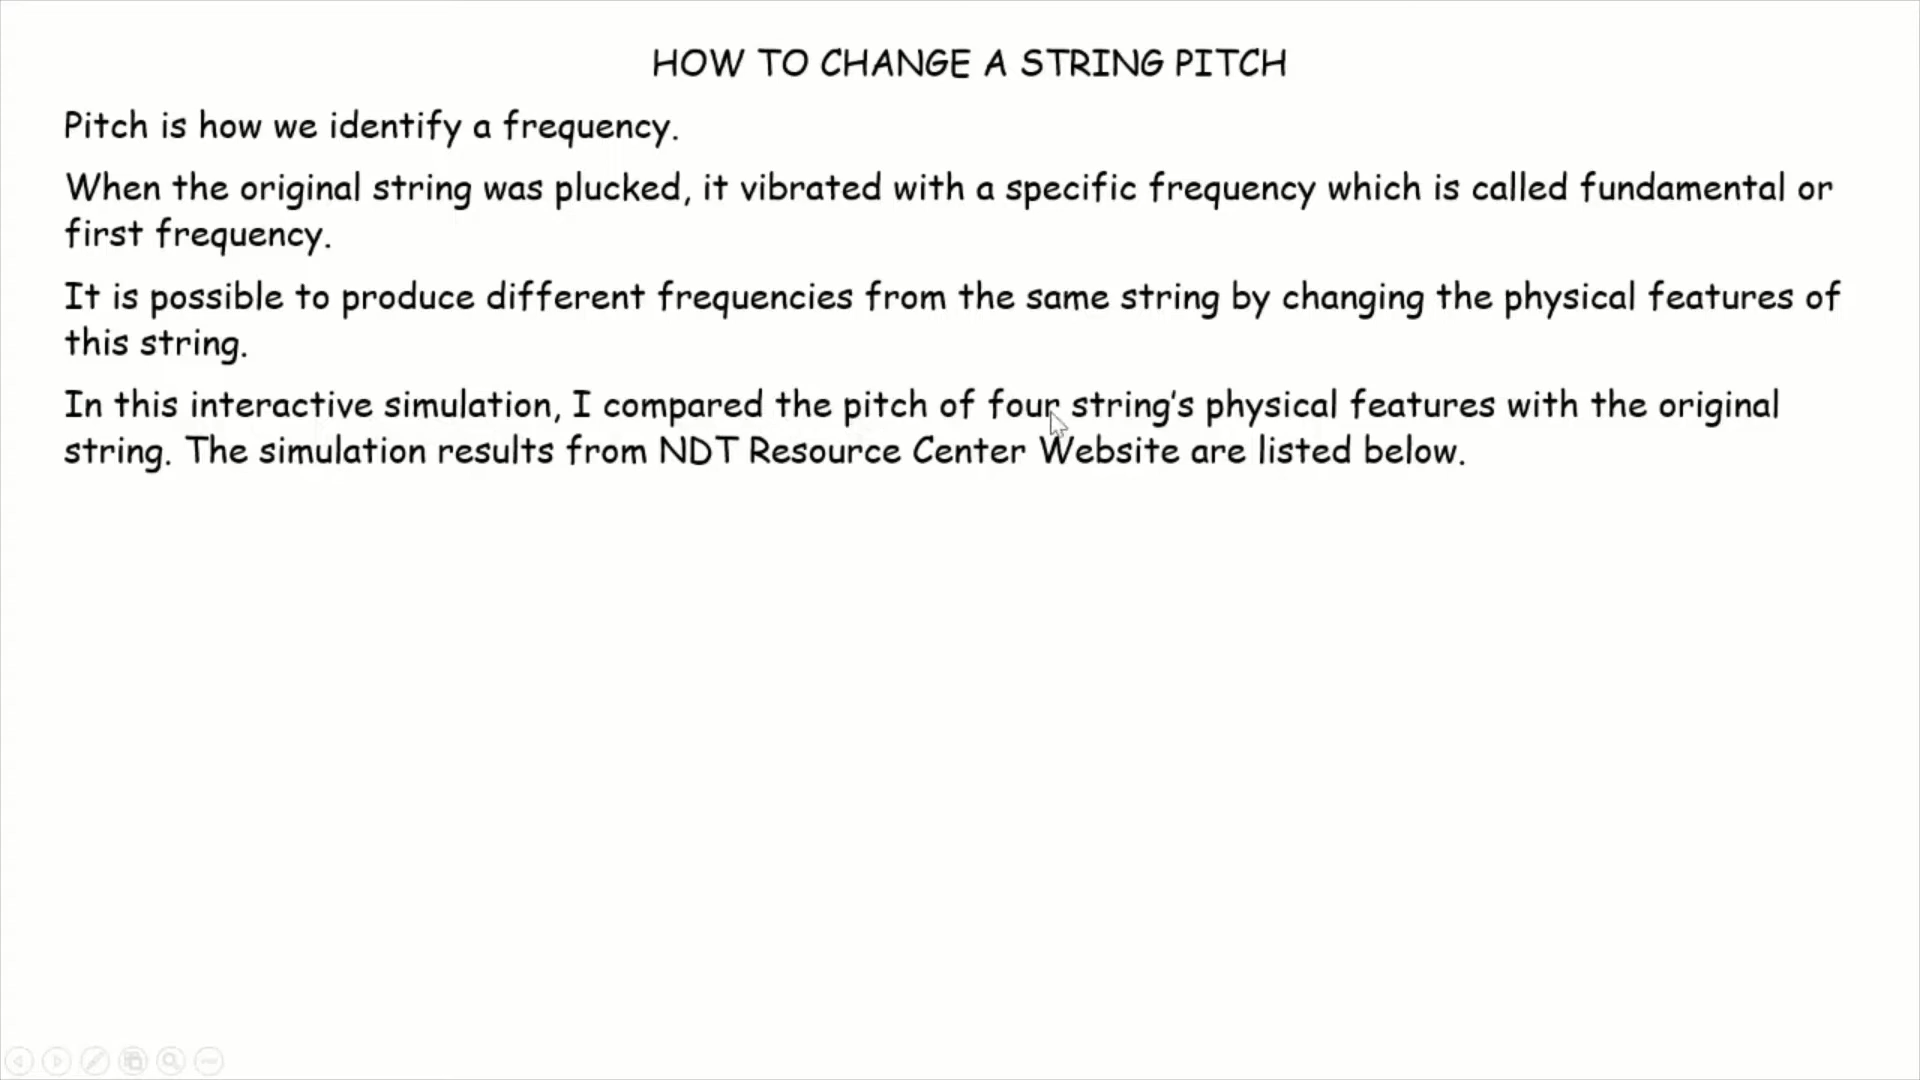 HOW TO CHANGE A STRING PITCH
Pitch is how we identify a frequency.
When the original string was plucked, it vibrated with a specific frequency which is called fundamental or
first frequency.
It is possible to produce different frequencies from the same string by changing the physical features of
this string.
In this interactive simulation, I compared the pitch of four string's physical features with the original
string. The simulation results from NDT Resource Center Website are listed below.